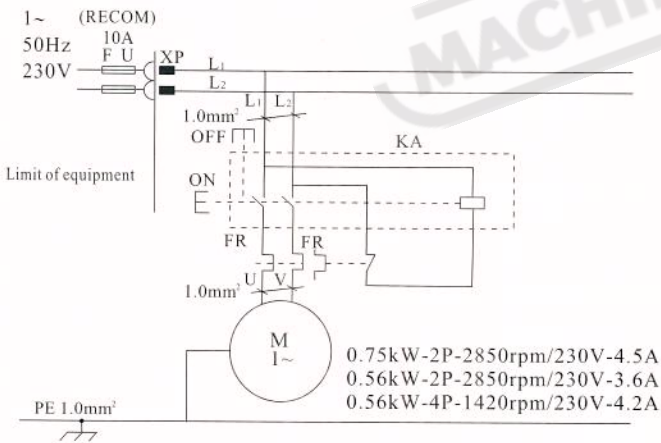 1~ (RECOM)
50Hz 10A
230V F U XP
L₁
L₂
L₁ L₂
1.0mm²
OFF
KA
Limit of equipment
ON
FR FR
U V
1.0mm²
M
1~
0.75kW-2P-2850rpm/230V-4.5A
0.56kW-2P-2850rpm/230V-3.6A
0.56kW-4P-1420rpm/230V-4.2A
PE 1.0mm²